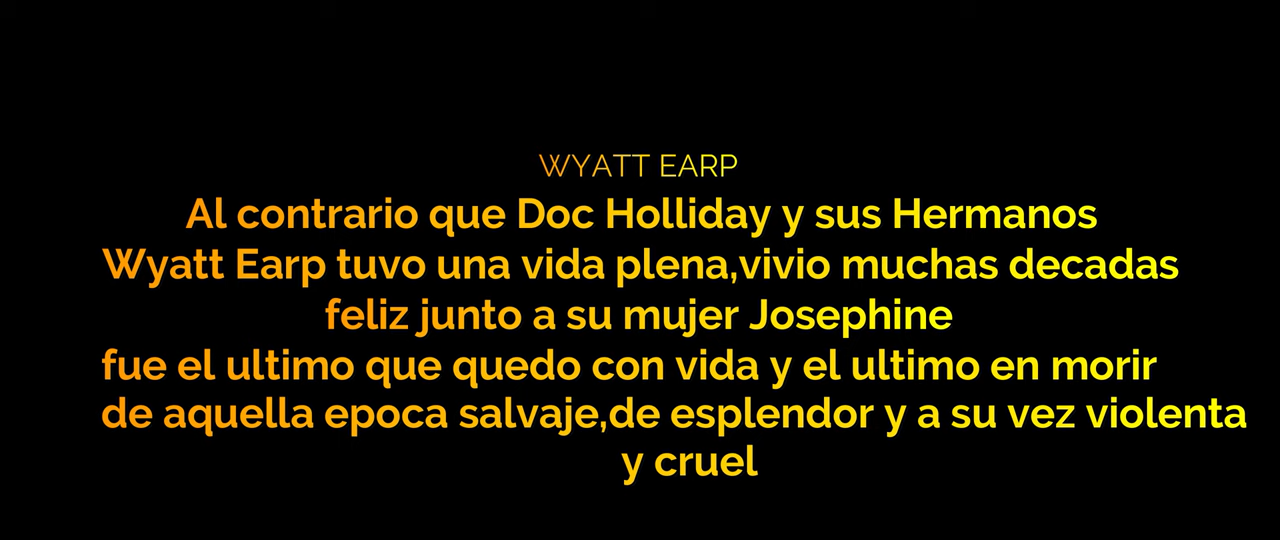 WYATT EARP
Al contrario que Doc Holliday y sus Hermanos
Wyatt Earp tuvo una vida plena,vivio muchas decadas
feliz junto a su mujer Josephine
fue el ultimo que quedo con vida y el ultimo en morir
de aquella epoca salvaje,de esplendor y a su vez violenta
y cruel